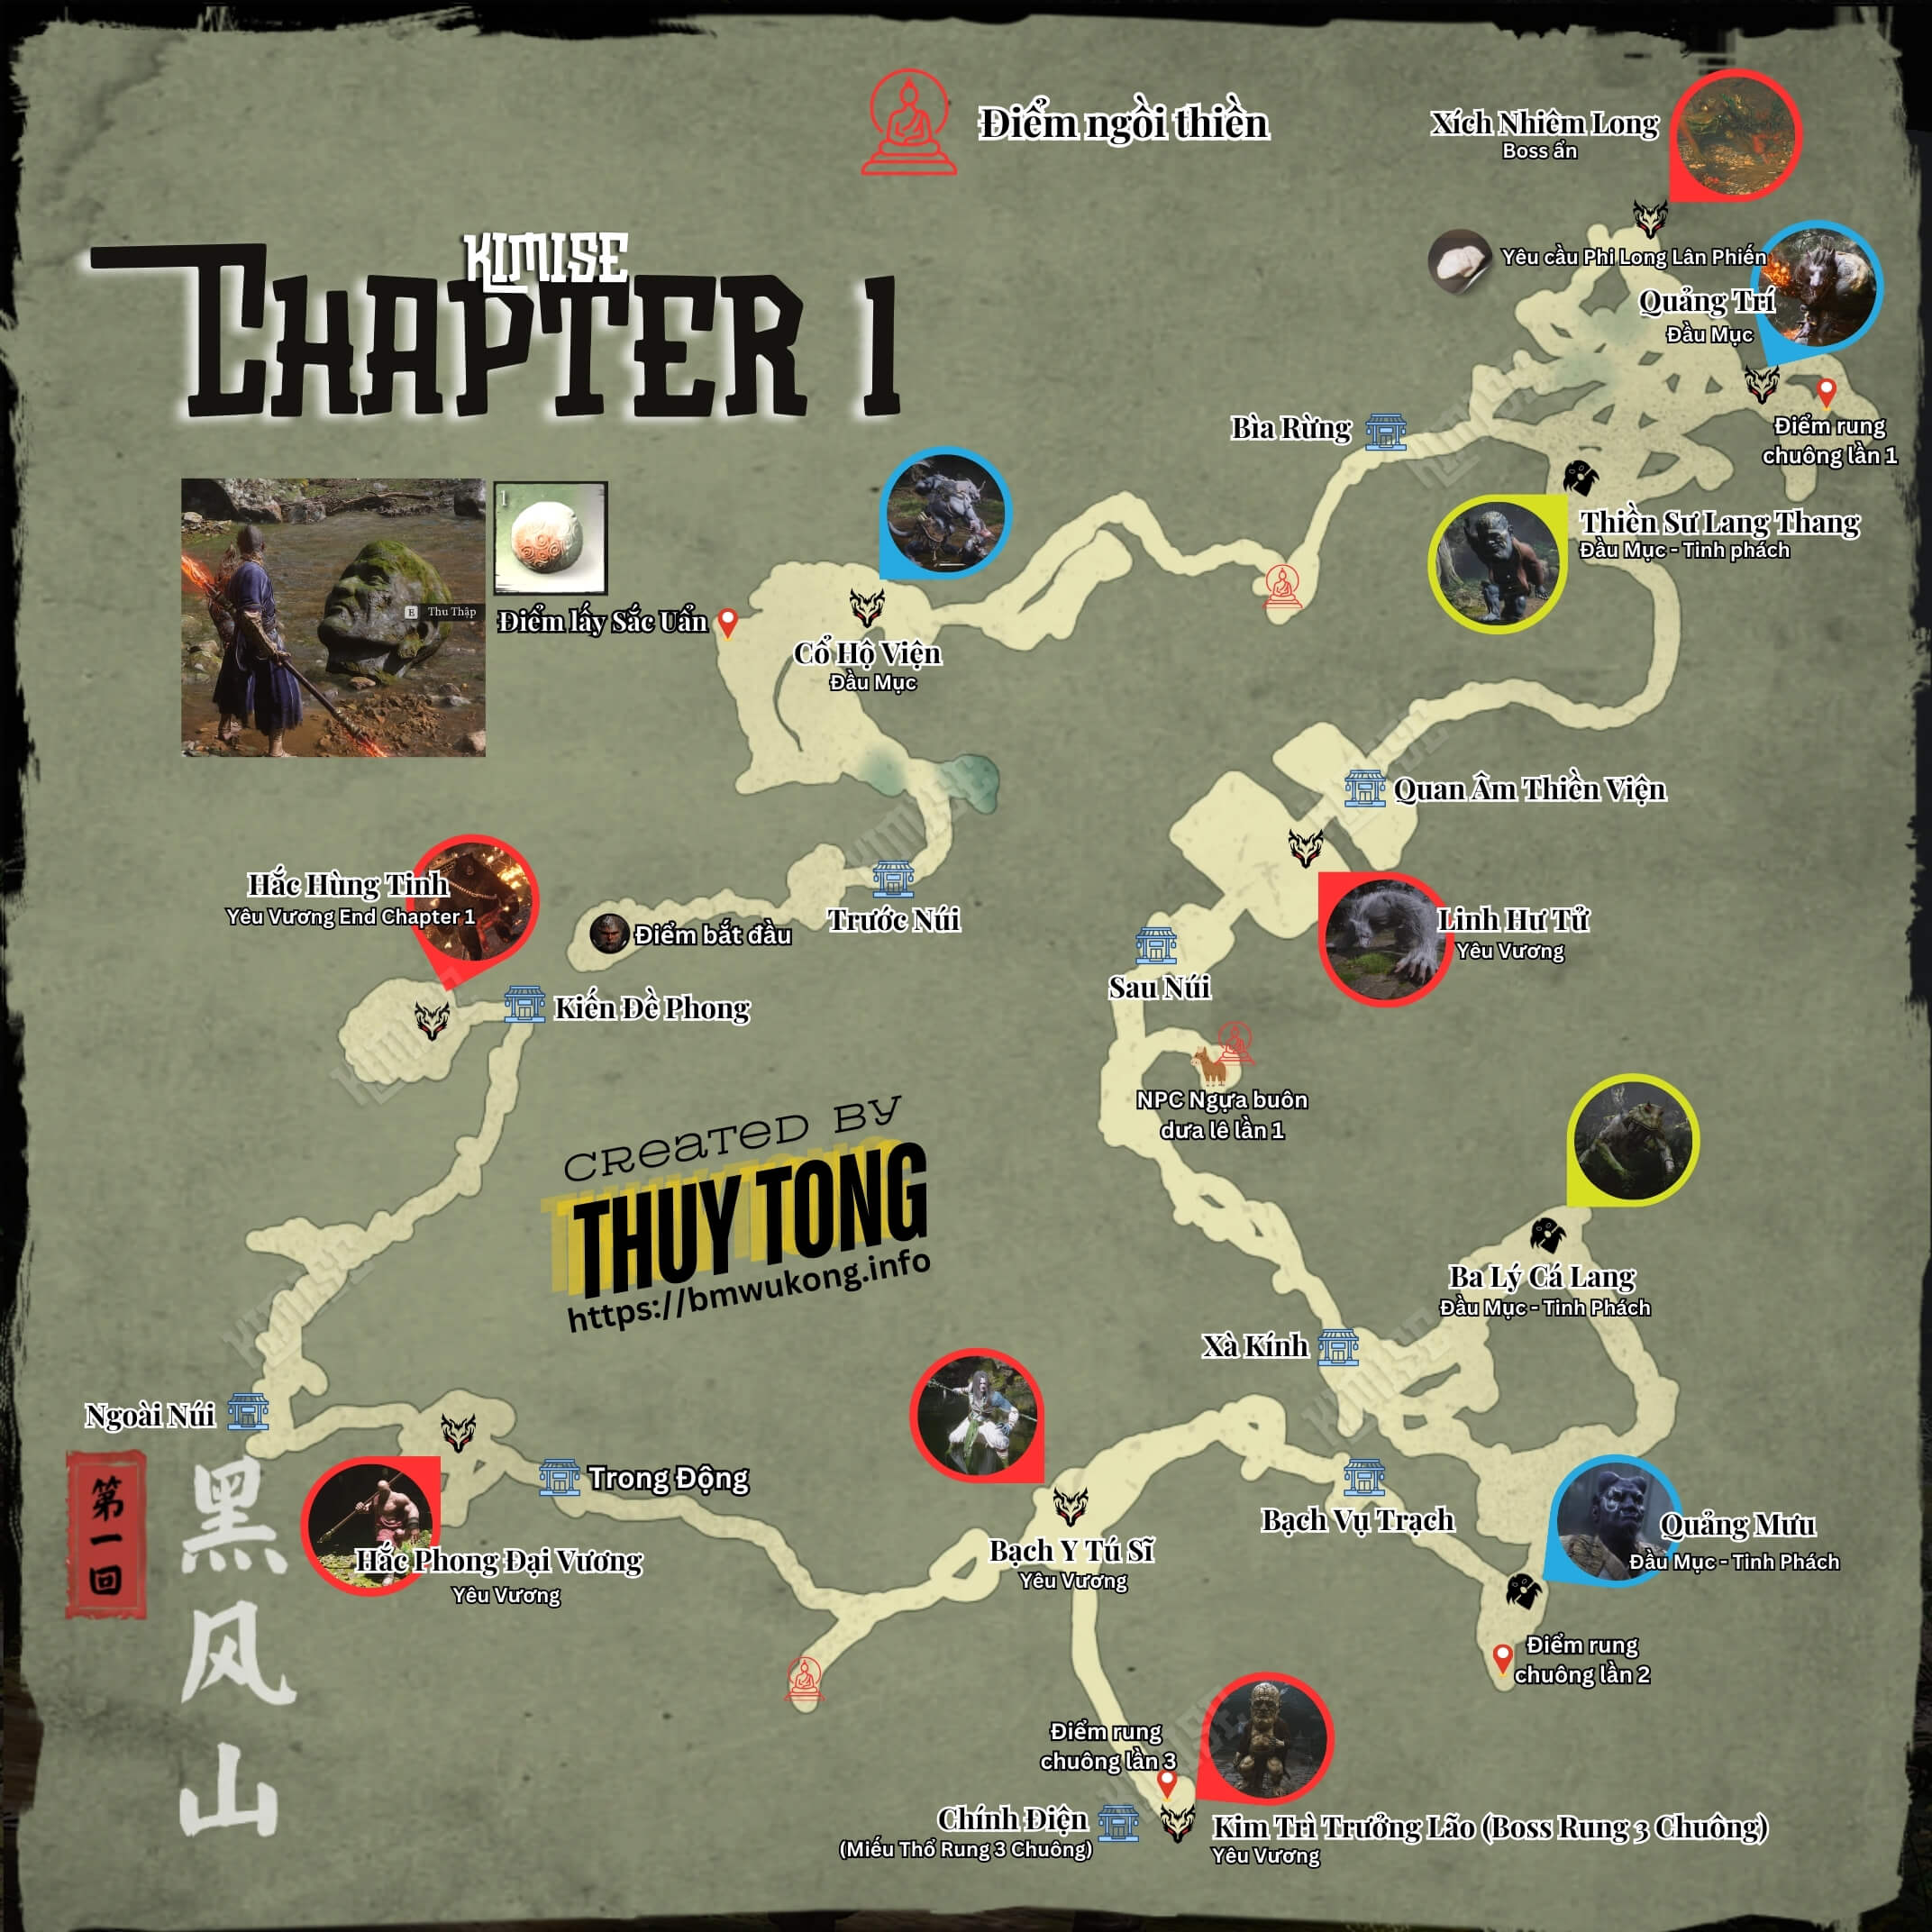 Điểm ngồi thiền
Xích Nhiêm Long
Boss ẩn
KIMISE
CHAPTER 1
Yêu cầu Phi Long Lân Phiến
Quảng Trí
Đầu Mục
Bìa Rừng
Điểm rung
chuông lần 1
1
Thiền Sư Lang Thang
Đầu Mục - Tinh phách
E Thu Thập
Điểm lấy Sắc Uẩn
Cổ Hộ Viện
Đầu Mục
Quan Âm Thiền Viện
Hắc Hùng Tinh
Yêu Vương End Chapter 1
Trước Núi
Điểm bắt đầu
Linh Hư Tử
Yêu Vương
Sau Núi
Kiến Đề Phong
NPC Ngựa buôn
dưa lê lần 1
CREATED BY
THUY TONG
https://bmwukong.info
Ba Lý Cá Lang
Đầu Mục - Tinh Phách
Xà Kính
Ngoài Núi
Trong Động
Bạch Vụ Trạch
Quảng Mưu
Đầu Mục - Tinh Phách
Bạch Y Tú Sĩ
Yêu Vương
Hắc Phong Đại Vương
Yêu Vương
第一回
黑风山
Điểm rung
chuông lần 2
Điểm rung
chuông lần 3
Chính Điện
(Miếu Thổ Rung 3 Chuông)
Kim Trì Trưởng Lão (Boss Rung 3 Chuông)
Yêu Vương
KIMISE
KIMISE
KIMISE
KIMISE
KIMISE
KIMISE
KIMISE